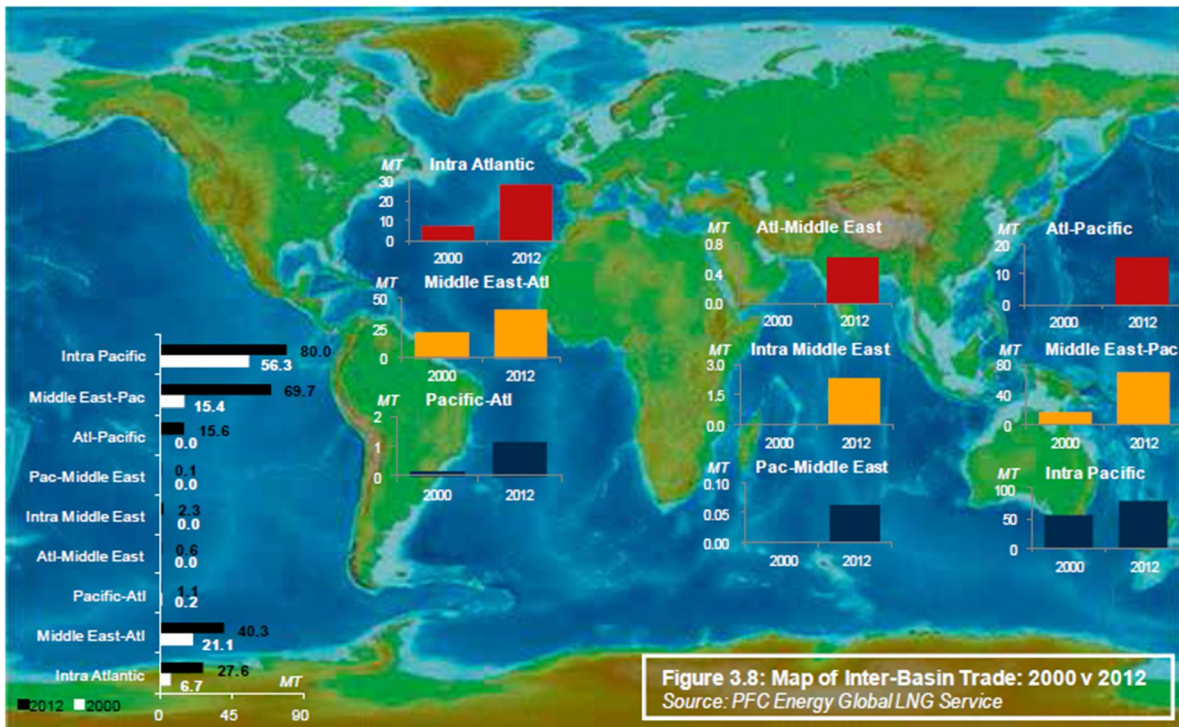 MT Intra Atlantic
30
20
10
0
2000 2012
MT Middle East-Atl
50
25
0
2000 2012
MT Pacific-Atl
2
1
0
2000 2012
MT Atl-Middle East
0.8
0.4
0.0
2000 2012
Intra Middle East
MT
3.0
1.5
0.0
2000 2012
MT Pac-Middle East
0.10
0.05
0.00
2000 2012
MT Atl-Pacific
20
10
0
2000 2012
MT Middle East-Pac
80
40
0
2000 2012
MT Intra Pacific
100
50
0
2000 2012
Intra Pacific 80.0
56.3
Middle East-Pac 69.7
15.4
Atl-Pacific 15.6
0.0
Pac-Middle East 0.1
0.0
Intra Middle East 2.3
0.0
Atl-Middle East 0.6
0.0
Pacific-Atl 1.1
0.2
Middle East-Atl 40.3
21.1
Intra Atlantic 27.6
6.7 MT
2012 2000
0 45 90
Figure 3.8: Map of Inter-Basin Trade: 2000 v 2012
Source: PFC Energy Global LNG Service